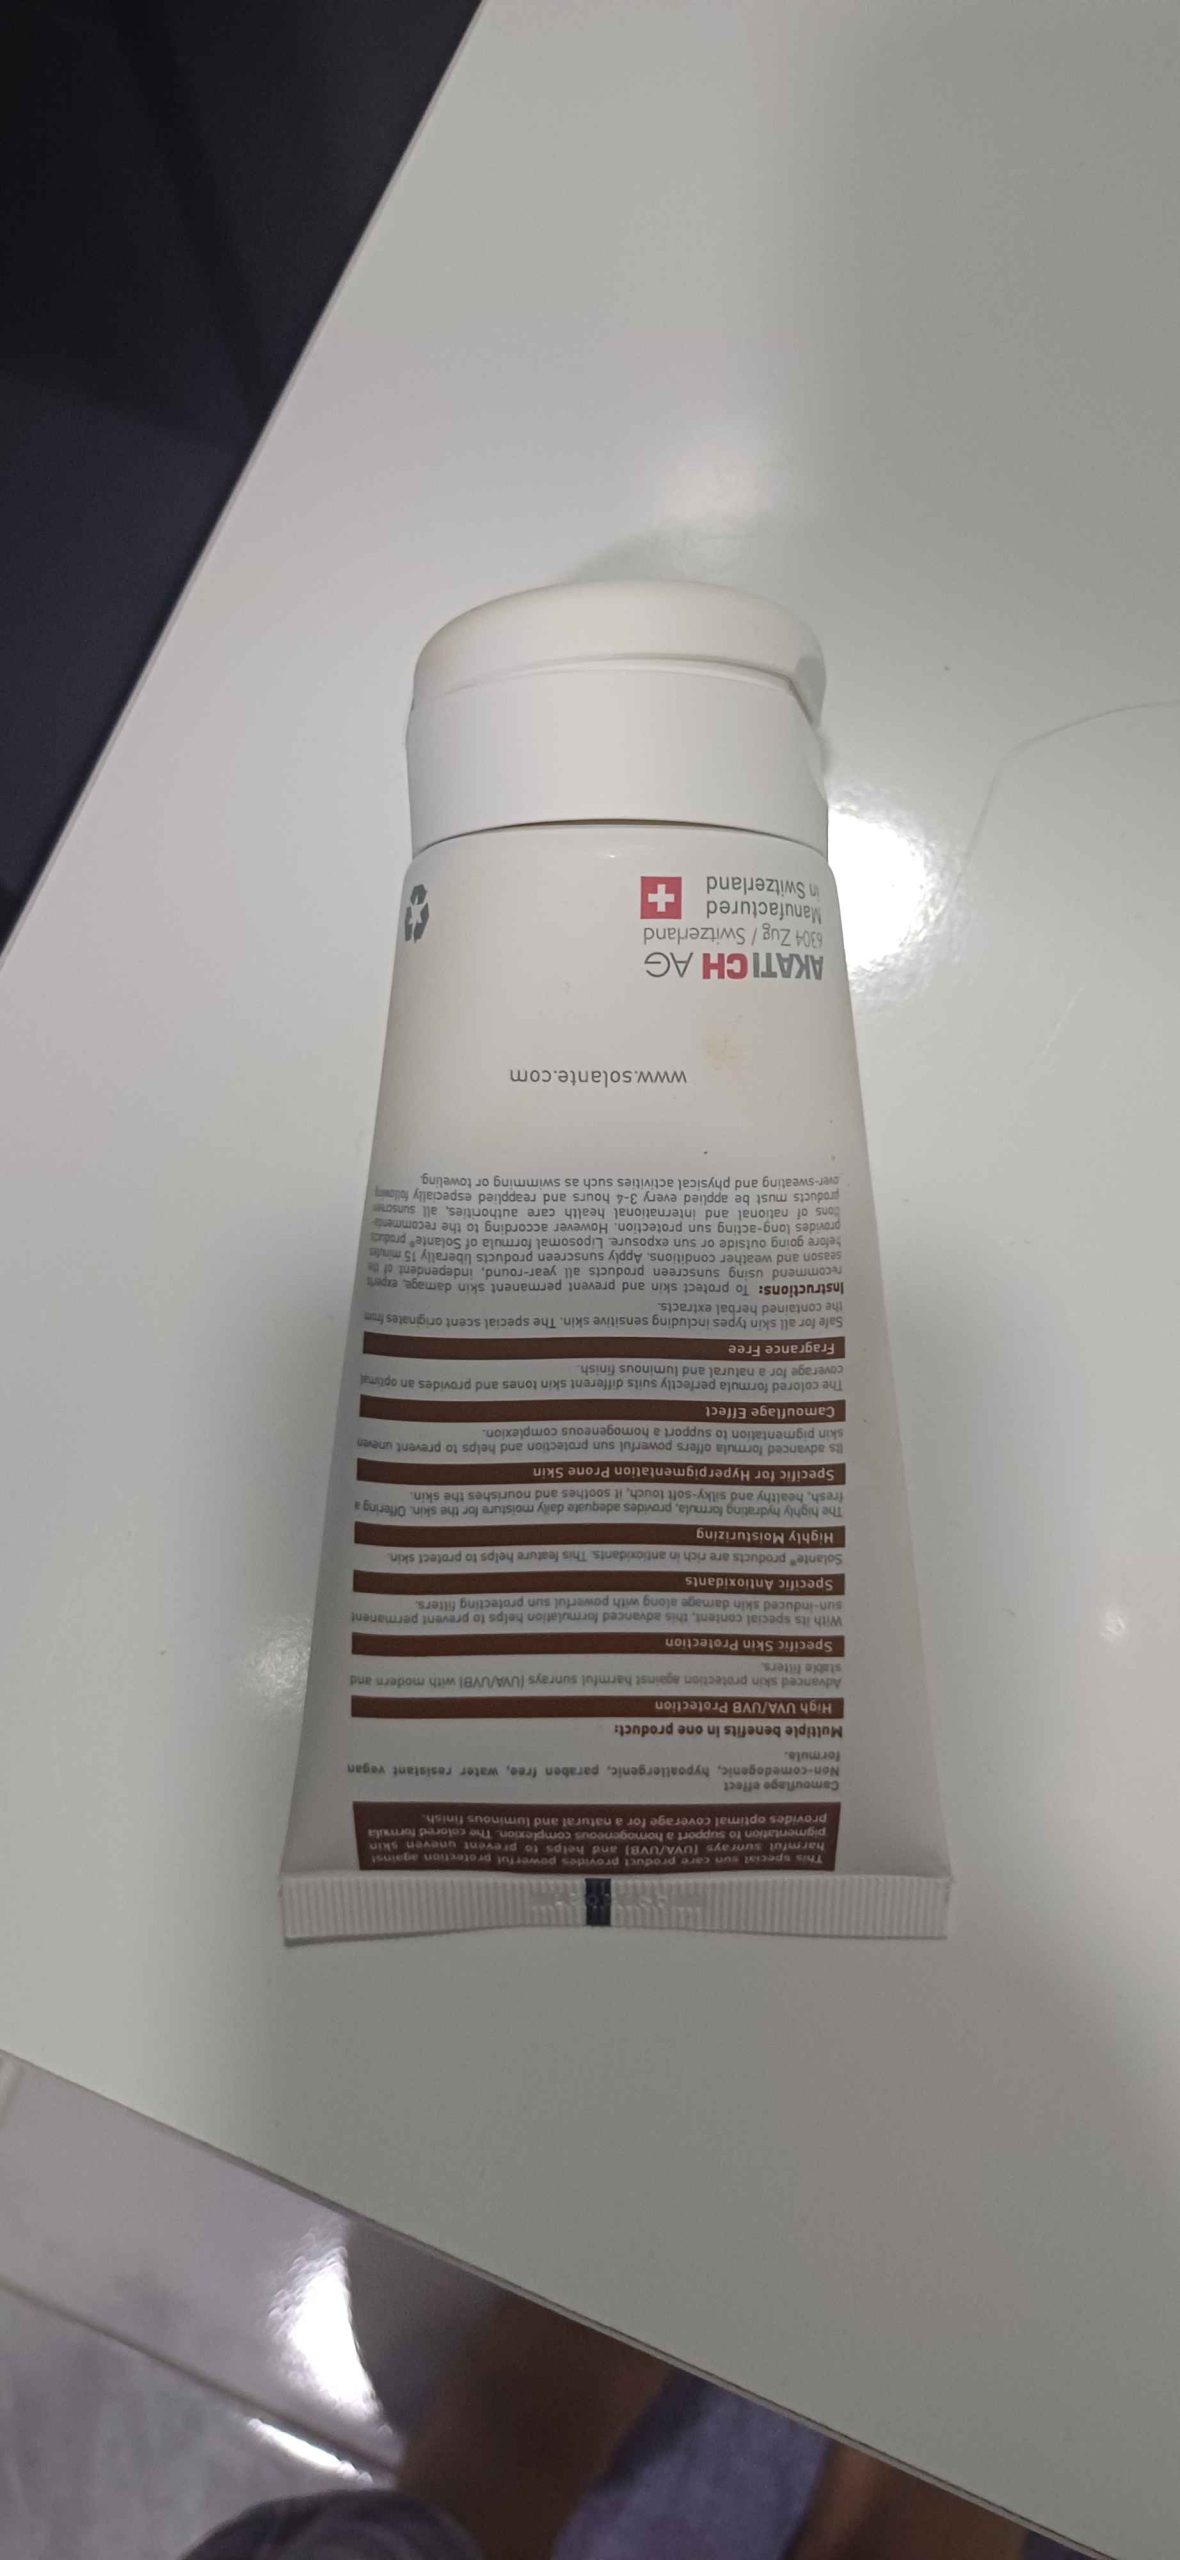 This special sun care product provides powerful protection against
harmful sunrays (UVA/UVB) and helps to prevent uneven skin
pigmentation to support a homogeneous complexion. The colored formula
provides optimal coverage for a natural and luminous finish.
Camouflage effect
Non-comedogenic, hypoallergenic, paraben free, water resistant vegan
formula.
Multiple benefits in one product:
High UVA/UVB Protection
Advanced skin protection against harmful sunrays (UVA/UVB) with modern and
stable filters.
Specific Skin Protection
With its special content, this advanced formulation helps to prevent permanent
sun-induced skin damage along with powerful sun protecting filters.
Specific Antioxidants
Solante® products are rich in antioxidants. This feature helps to protect skin.
Highly Moisturizing
The highly hydrating formula, provides adequate daily moisture for the skin. Offering a
fresh, healthy and silky-soft touch, it soothes and nourishes the skin.
Specific for Hyperpigmentation Prone Skin
Its advanced formula offers powerful sun protection and helps to prevent uneven
skin pigmentation to support a homogeneous complexion.
Camouflage Effect
The colored formula perfectly suits different skin tones and provides an optimal
coverage for a natural and luminous finish.
Fragrance Free
Safe for all skin types including sensitive skin. The special scent originates from
the contained herbal extracts.
Instructions: To protect skin and prevent permanent skin damage, experts
recommend using sunscreen products all year-round, independent of the
season and weather conditions. Apply sunscreen products liberally 15 minutes
before going outside or sun exposure. Liposomal formula of Solante® products
provides long-acting sun protection. However according to the recommenda-
tions of national and international health care authorities, all sunscreen
products must be applied every 3-4 hours and reapplied especially following
over-sweating and physical activities such as swimming or toweling.
www.solante.com
AKATI CH AG
6304 Zug / Switzerland
Manufactured
in Switzerland